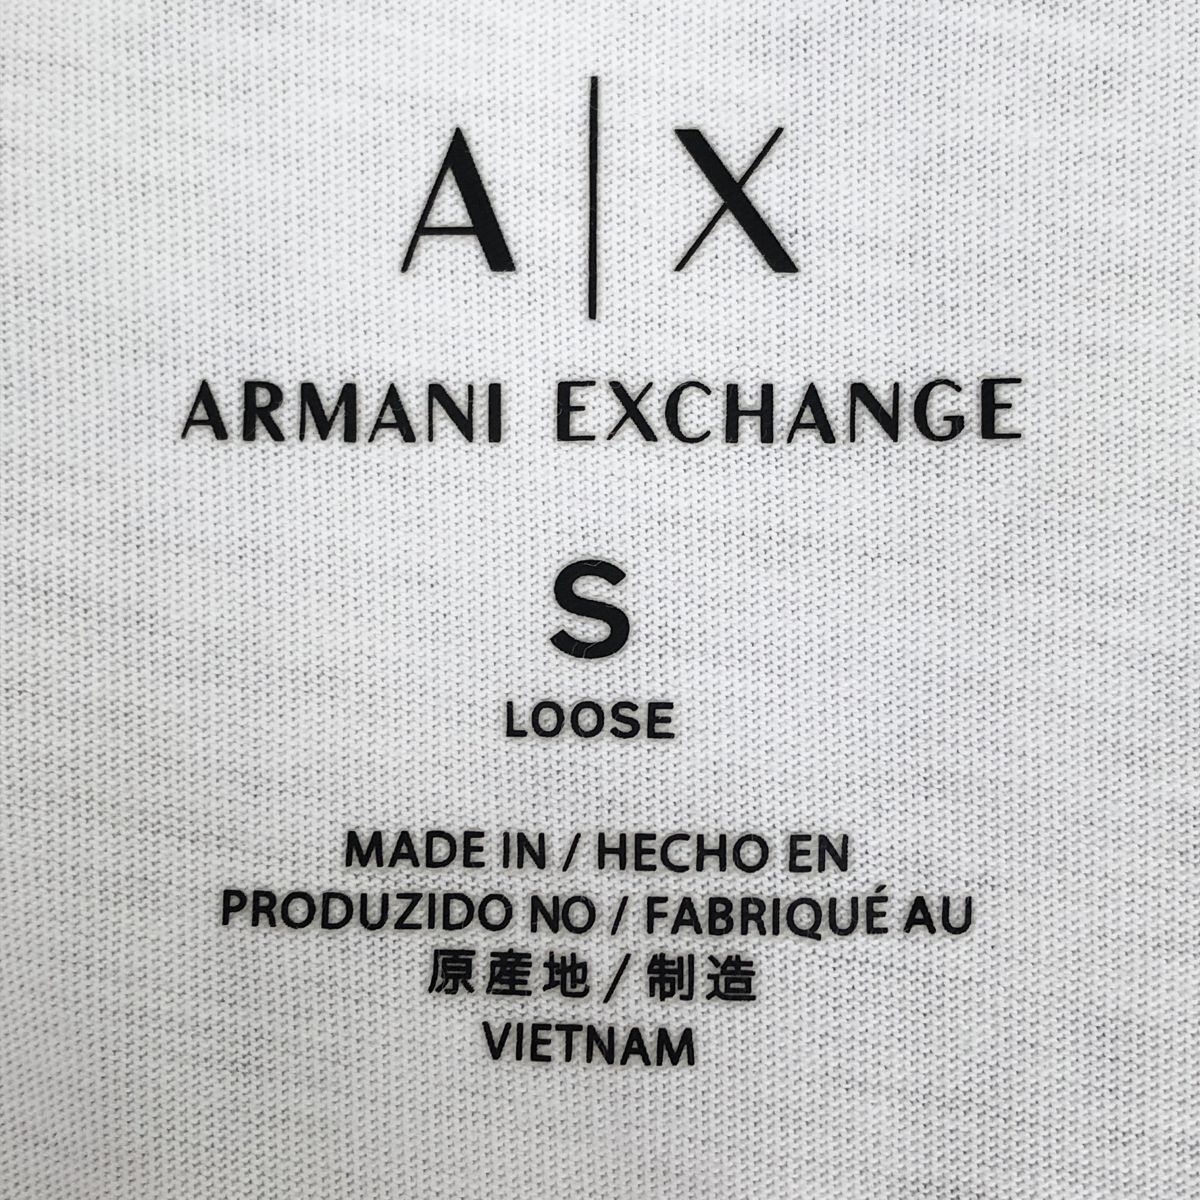 A|X
ARMANI EXCHANGE
S
LOOSE
MADE IN / HECHO EN
PRODUZIDO NO / FABRIQUÉ AU
原産地 / 制造
VIETNAM